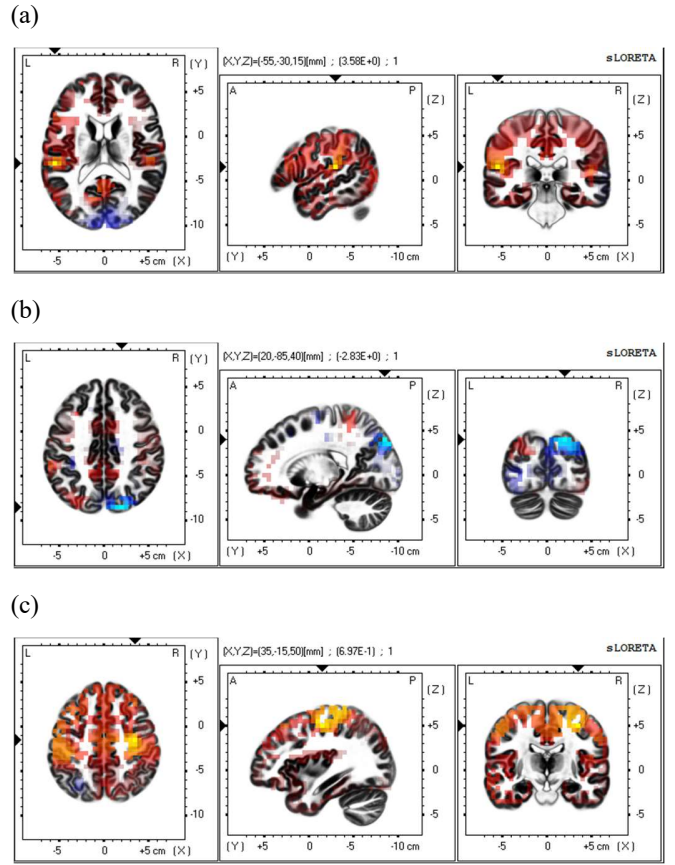 (a)
(X,Y,Z)=(-55,-30,15)[mm] ; (3.58E+0) ; 1 sLORETA
L R (Y) A P (Z) L R (Z)
+5 +5 +5
0 0 0
-5 -5 -5
-10
-5 0 +5 cm (X) (Y) +5 0 -5 -10 cm -5 0 +5 cm (X)
(b)
(X,Y,Z)=(20,-85,40)[mm] ; (-2.83E+0) ; 1 sLORETA
L R (Y) A P (Z) L R (Z)
+5 +5 +5
0 0 0
-5 -5 -5
-10
-5 0 +5 cm (X) (Y) +5 0 -5 -10 cm -5 0 +5 cm (X)
(c)
(X,Y,Z)=(35,-15,50)[mm] ; (6.97E-1) ; 1 sLORETA
L R (Y) A P (Z) L R (Z)
+5 +5 +5
0 0 0
-5 -5 -5
-10
-5 0 +5 cm (X) (Y) +5 0 -5 -10 cm -5 0 +5 cm (X)